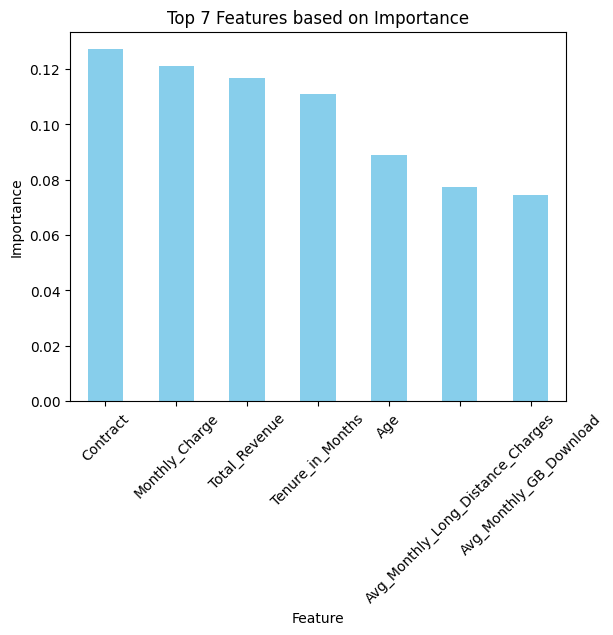 Top 7 Features based on Importance
Importance
0.12
0.10
0.08
0.06
0.04
0.02
0.00
Contract
Monthly_Charge
Total_Revenue
Tenure_in_Months
Age
Avg_Monthly_Long_Distance_Charges
Avg_Monthly_GB_Download
Feature